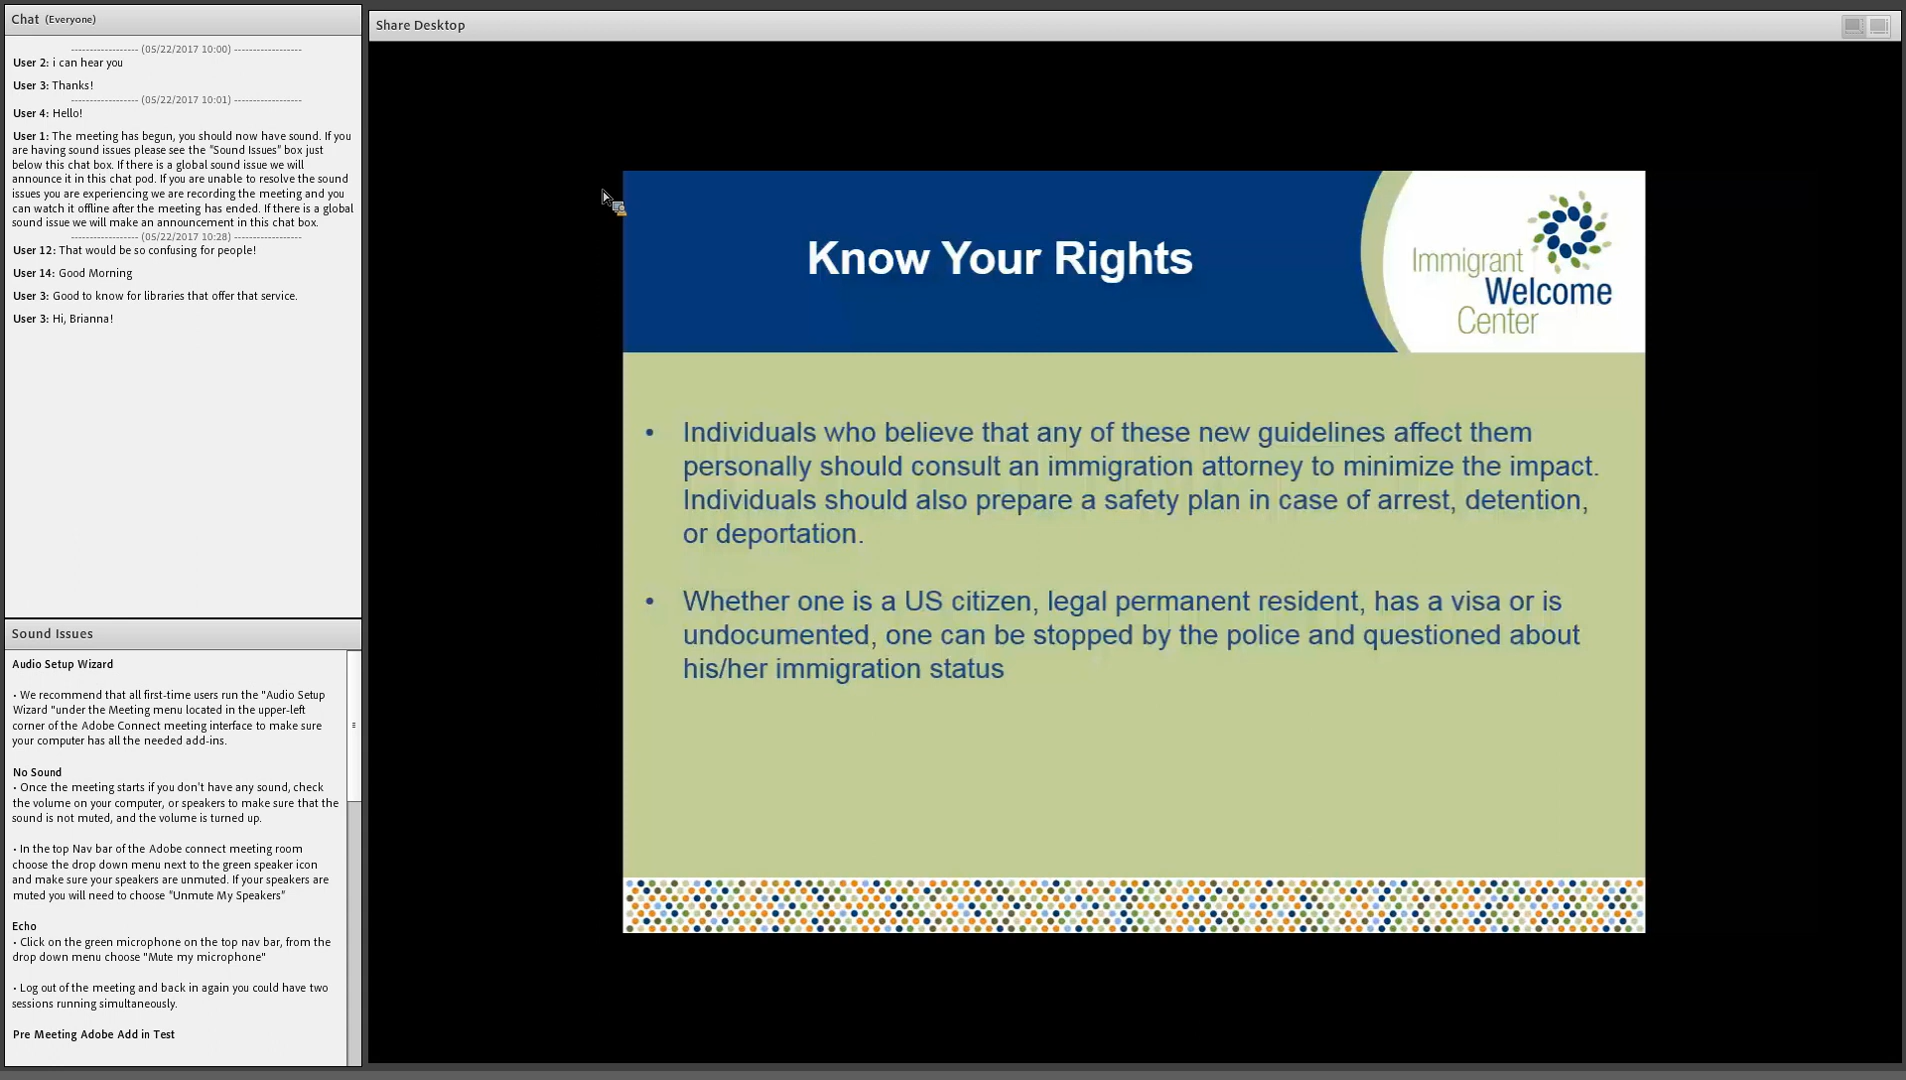 Chat (Everyone)
------------------ (05/22/2017 10:00) ------------------
User 2: i can hear you
User 3: Thanks!
------------------ (05/22/2017 10:01) ------------------
User 4: Hello!
User 1: The meeting has begun, you should now have sound. If you
are having sound issues please see the "Sound Issues" box just
below this chat box. If there is a global sound issue we will
announce it in this chat pod. If you are unable to resolve the sound
issues you are experiencing we are recording the meeting and you
can watch it offline after the meeting has ended. If there is a global
sound issue we will make an announcement in this chat box.
------------------ (05/22/2017 10:28) ------------------
User 12: That would be so confusing for people!
User 14: Good Morning
User 3: Good to know for libraries that offer that service.
User 3: Hi, Brianna!
Sound Issues
Audio Setup Wizard
• We recommend that all first-time users run the "Audio Setup
Wizard "under the Meeting menu located in the upper-left
corner of the Adobe Connect meeting interface to make sure
your computer has all the needed add-ins.
No Sound
• Once the meeting starts if you don't have any sound, check
the volume on your computer, or speakers to make sure that the
sound is not muted, and the volume is turned up.
• In the top Nav bar of the Adobe connect meeting room
choose the drop down menu next to the green speaker icon
and make sure your speakers are unmuted. If your speakers are
muted you will need to choose "Unmute My Speakers"
Echo
• Click on the green microphone on the top nav bar, from the
drop down menu choose "Mute my microphone"
• Log out of the meeting and back in again you could have two
sessions running simultaneously.
Pre Meeting Adobe Add in Test
Share Desktop
Know Your Rights
Immigrant
Welcome
Center
• Individuals who believe that any of these new guidelines affect them
personally should consult an immigration attorney to minimize the impact.
Individuals should also prepare a safety plan in case of arrest, detention,
or deportation.
• Whether one is a US citizen, legal permanent resident, has a visa or is
undocumented, one can be stopped by the police and questioned about
his/her immigration status